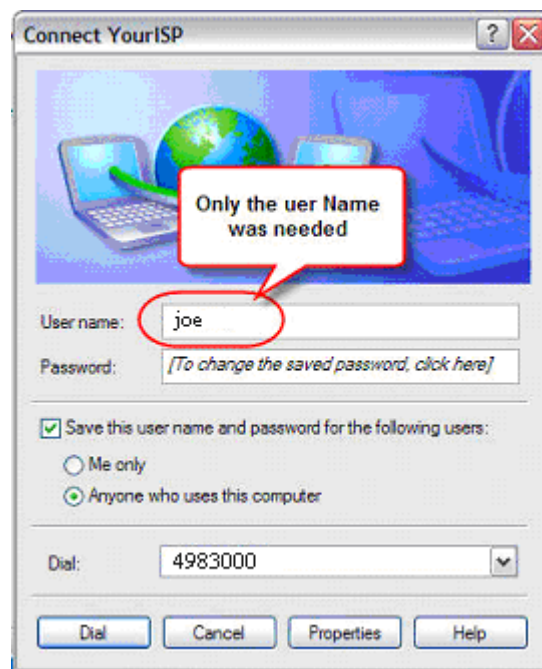 Connect YourISP
Only the uer Name
was needed
User name: joe
Password: [To change the saved password, click here]
Save this user name and password for the following users:
Me only
Anyone who uses this computer
Dial: 4983000
Dial Cancel Properties Help